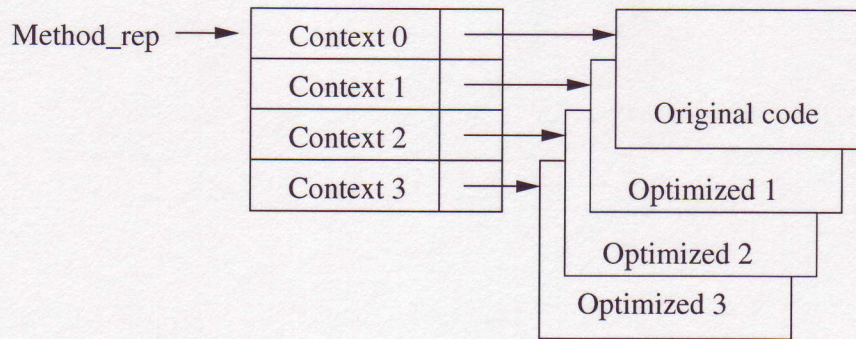 Method_rep
Context 0
Context 1
Context 2
Context 3
Original code
Optimized 1
Optimized 2
Optimized 3